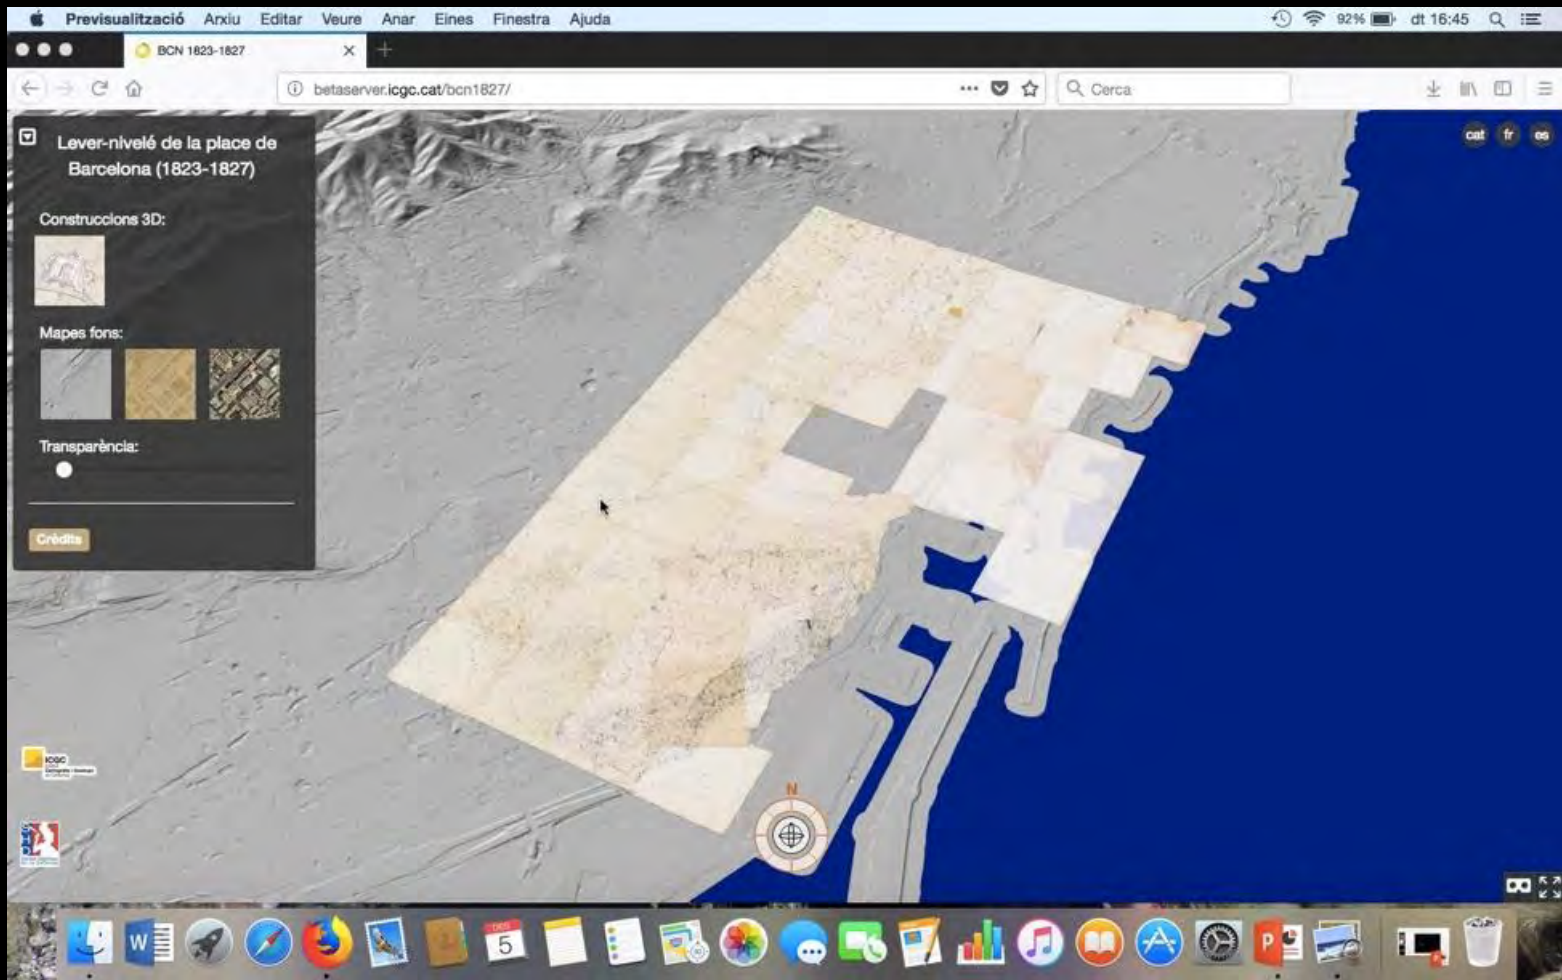 Previsualització Arxiu Editar Veure Anar Eines Finestra Ajuda 92% dt 16:45
BCN 1823-1827
betaserver.icgc.cat/bcn1827/ Cerca
cat fr es
Lever-nivelé de la place de
Barcelona (1823-1827)
Construccions 3D:
Mapes fons:
Transparència:
Crèdits
ICGC
N
DES
5
W
P